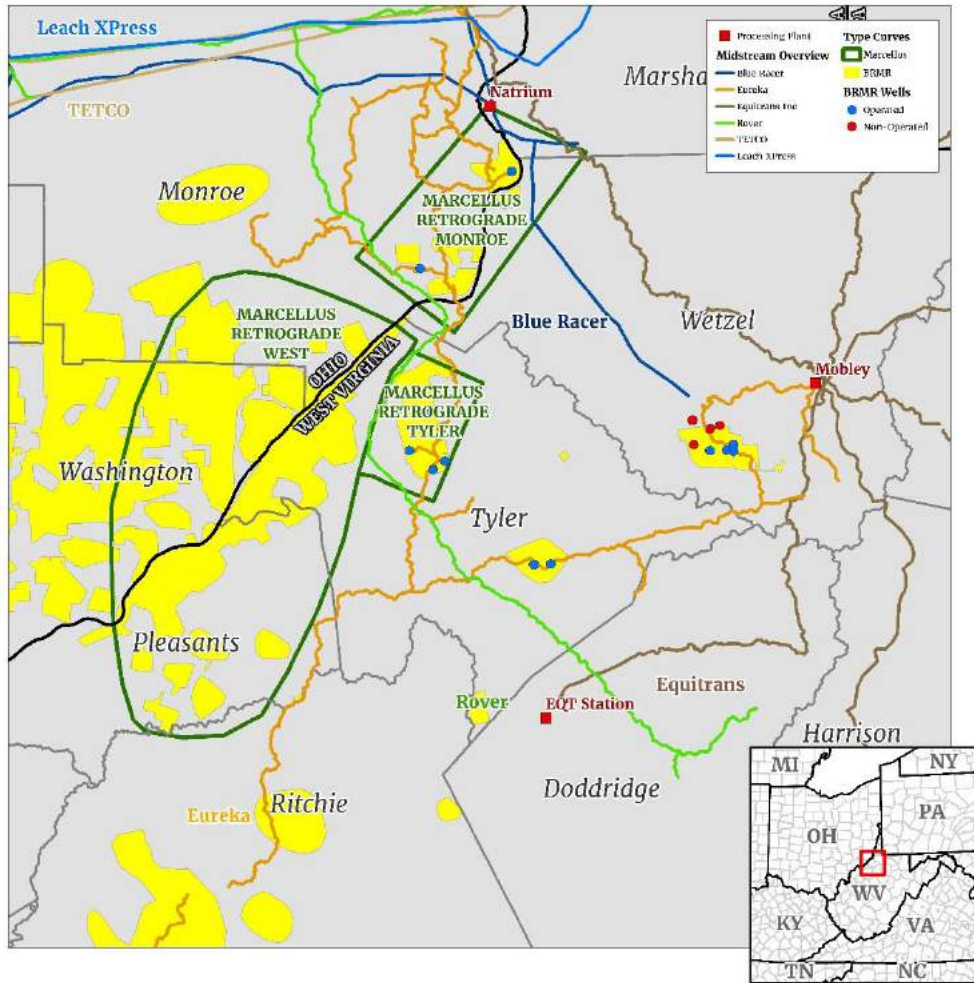 Leach XPress
TETCO
Marsha
Processing Plant
Midstream Overview
Blue Racer
Eureka
Equitrans Inc
Rover
TETCO
Leach XPress
Type Curves
Marcellus
BRMR
BRMR Wells
Operated
Non-Operated
Natrium
Monroe
MARCELLUS
RETROGRADE
MONROE
MARCELLUS
RETROGRADE
WEST
Blue Racer
Wetzel
OHIO
WEST VIRGINIA
MARCELLUS
RETROGRADE
TYLER
Mobley
Washington
Tyler
Pleasants
Rover
EQT Station
Equitrans
Harrison
Doddridge
Eureka
Ritchie
MI
NY
PA
OH
WV
KY
VA
TN
NC